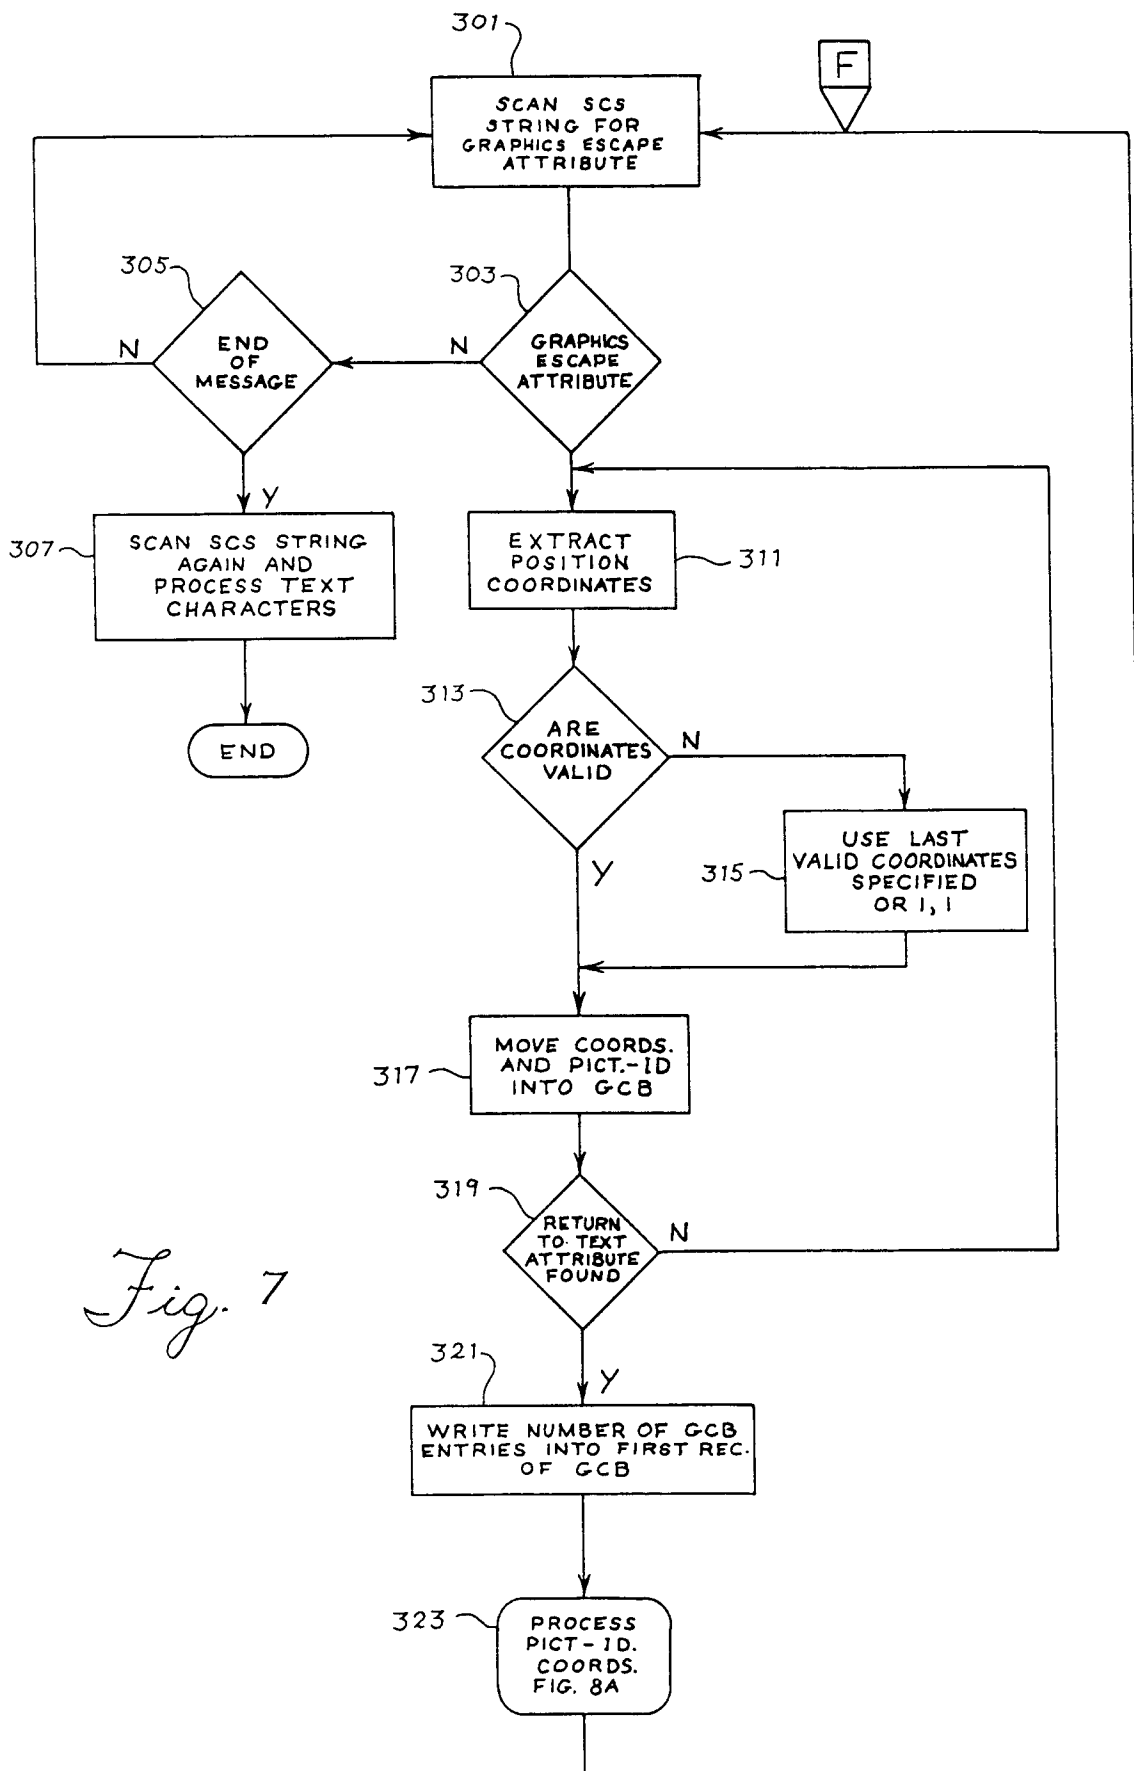 301
F
SCAN SCS
STRING FOR
GRAPHICS ESCAPE
ATTRIBUTE
305
303
N
END
OF
MESSAGE
N
GRAPHICS
ESCAPE
ATTRIBUTE
Y
307
SCAN SCS STRING
AGAIN AND
PROCESS TEXT
CHARACTERS
EXTRACT
POSITION
COORDINATES
311
END
313
ARE
COORDINATES
VALID
N
Y
315
USE LAST
VALID COORDINATES
SPECIFIED
OR 1, 1
317
MOVE COORDS.
AND PICT.-ID
INTO GCB
319
RETURN
TO TEXT
ATTRIBUTE
FOUND
N
Fig. 7
321
Y
WRITE NUMBER OF GCB
ENTRIES INTO FIRST REC.
OF GCB
323
PROCESS
PICT-ID.
COORDS.
FIG. 8A